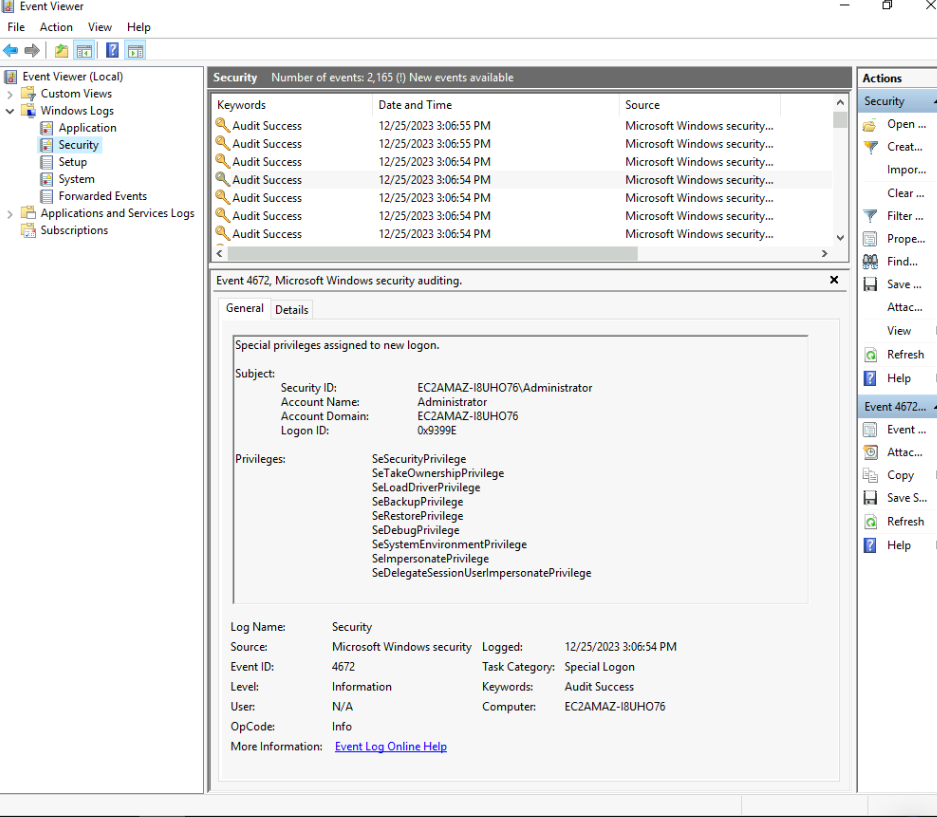 Event Viewer
File Action View Help
Event Viewer (Local)
Custom Views
Windows Logs
Application
Security
Setup
System
Forwarded Events
Applications and Services Logs
Subscriptions
Security Number of events: 2,165 (!) New events available
Keywords Date and Time Source
Audit Success 12/25/2023 3:06:55 PM Microsoft Windows security...
Audit Success 12/25/2023 3:06:55 PM Microsoft Windows security...
Audit Success 12/25/2023 3:06:54 PM Microsoft Windows security...
Audit Success 12/25/2023 3:06:54 PM Microsoft Windows security...
Audit Success 12/25/2023 3:06:54 PM Microsoft Windows security...
Audit Success 12/25/2023 3:06:54 PM Microsoft Windows security...
Audit Success 12/25/2023 3:06:54 PM Microsoft Windows security...
Event 4672, Microsoft Windows security auditing.
General Details
Special privileges assigned to new logon.
Subject:
Security ID: EC2AMAZ-I8UHO76\Administrator
Account Name: Administrator
Account Domain: EC2AMAZ-I8UHO76
Logon ID: 0x9399E
Privileges: SeSecurityPrivilege
SeTakeOwnershipPrivilege
SeLoadDriverPrivilege
SeBackupPrivilege
SeRestorePrivilege
SeDebugPrivilege
SeSystemEnvironmentPrivilege
SeImpersonatePrivilege
SeDelegateSessionUserImpersonatePrivilege
Log Name: Security
Source: Microsoft Windows security Logged: 12/25/2023 3:06:54 PM
Event ID: 4672 Task Category: Special Logon
Level: Information Keywords: Audit Success
User: N/A Computer: EC2AMAZ-I8UHO76
OpCode: Info
More Information: Event Log Online Help
Actions
Security
Open ...
Creat...
Impor...
Clear ...
Filter ...
Prope...
Find...
Save ...
Attac...
View
Refresh
Help
Event 4672...
Event ...
Attac...
Copy
Save S...
Refresh
Help